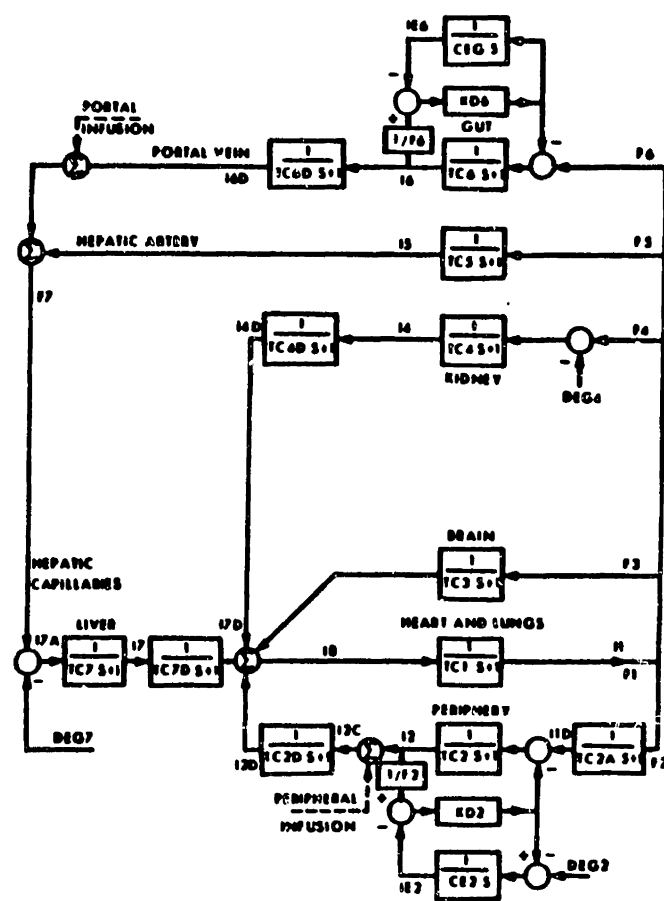 IE6
1
CEG S
-
+
KD6
GUT
PORTAL
INFUSION
1/F6
-
PORTAL VEIN
1
TC6D S+1
1
TC6 S+1
F6
Σ
I6D
I6
HEPATIC ARTERY
I5
1
TC5 S+1
F5
Σ
F7
I4D
1
TC4D S+1
I4
1
TC4 S+1
F4
KIDNEY
-
DEG4
BRAIN
HEPATIC
CAPILLARIES
1
TC3 S+1
F3
LIVER
I7D
HEART AND LUNGS
I7A
1
TC7 S+1
I7
1
TC7D S+1
Σ
I8
1
TC1 S+1
F1
-
DEG7
PERIPHERY
I2C
I2
1
TC2D S+1
Σ
1
TC2 S+1
I1D
1
TC2A S+1
I2D
F2
1/F2
-
PERIPHERAL
INFUSION
+
-
KD2
+
-
DEG2
1
CE2 S
IE2